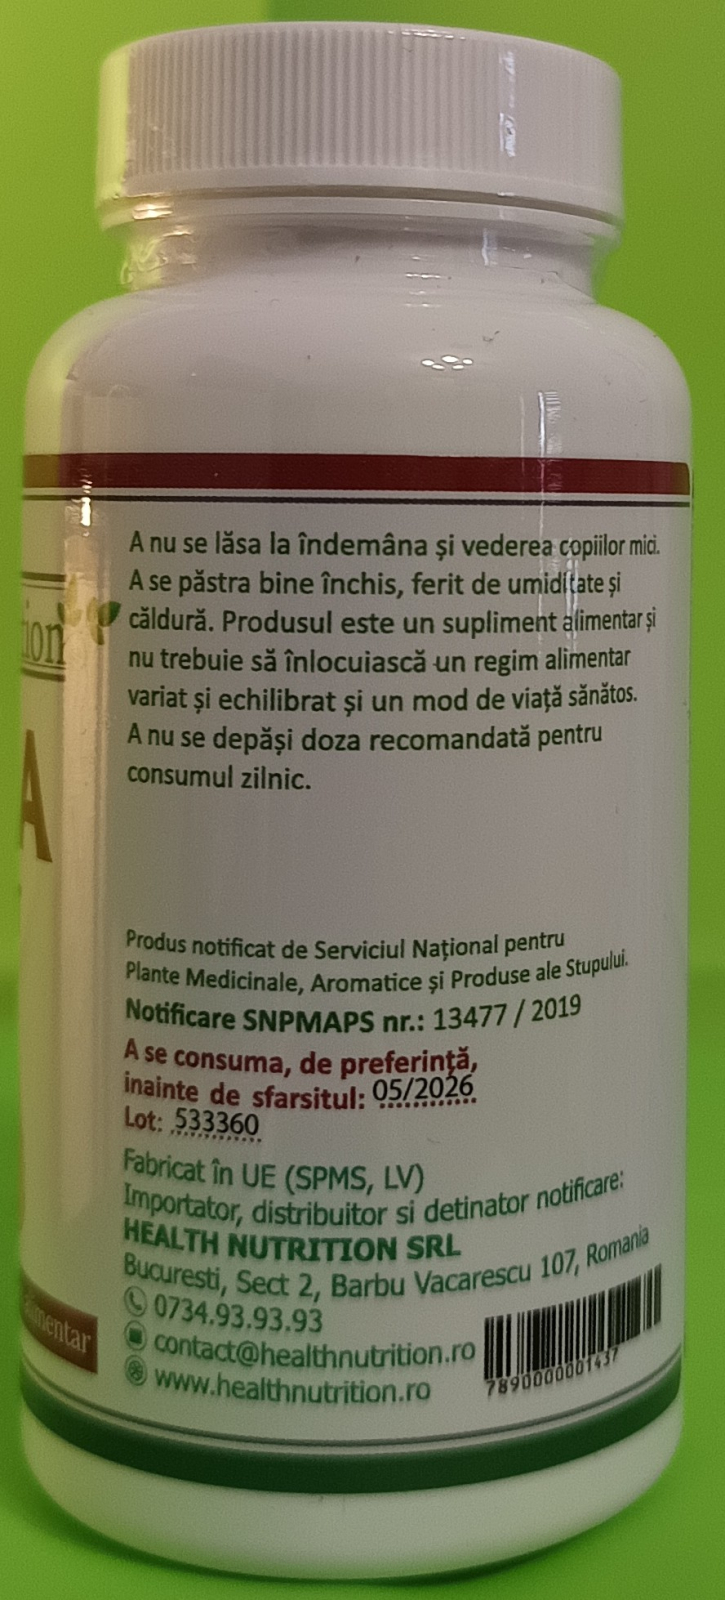 A nu se lăsa la îndemâna și vederea copiilor mici.
A se păstra bine închis, ferit de umiditate și
căldură. Produsul este un supliment alimentar și
nu trebuie să înlocuiască un regim alimentar
variat și echilibrat și un mod de viață sănătos.
A nu se depăși doza recomandată pentru
consumul zilnic.
Produs notificat de Serviciul Național pentru
Plante Medicinale, Aromatice și Produse ale Stupului.
Notificare SNPMAPS nr.: 13477 / 2019
A se consuma, de preferință,
inainte de sfarsitul: 05/2026
Lot: 533360
Fabricat în UE (SPMS, LV)
Importator, distribuitor si detinator notificare:
HEALTH NUTRITION SRL
Bucuresti, Sect 2, Barbu Vacarescu 107, Romania
0734.93.93.93
contact@healthnutrition.ro
www.healthnutrition.ro
7890000001437